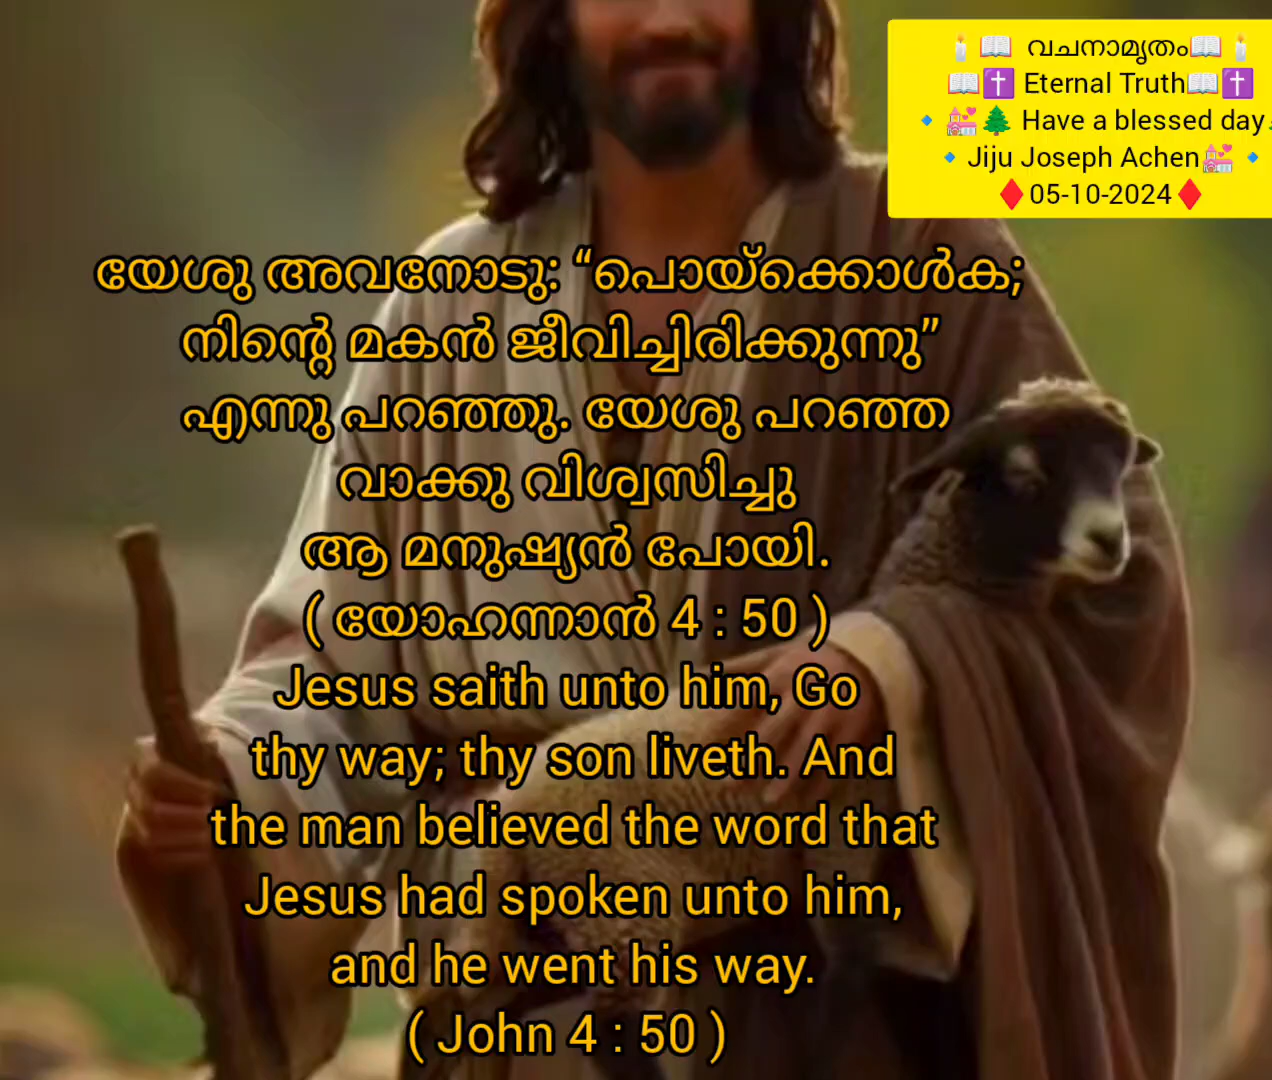 🕯️📖 വചനാമൃതം📖🕯️
📖✝️ Eternal Truth📖✝️
🔹💒🌲 Have a blessed day
🔹Jiju Joseph Achen💒🔹
♦️05-10-2024♦️
യേശു അവനോടു: “പൊയ്ക്കൊൾക;
നിന്റെ മകൻ ജീവിച്ചിരിക്കുന്നു”
എന്നു പറഞ്ഞു. യേശു പറഞ്ഞ
വാക്കു വിശ്വസിച്ചു
ആ മനുഷ്യൻ പോയി.
( യോഹന്നാൻ 4 : 50 )
Jesus saith unto him, Go
thy way; thy son liveth. And
the man believed the word that
Jesus had spoken unto him,
and he went his way.
( John 4 : 50 )